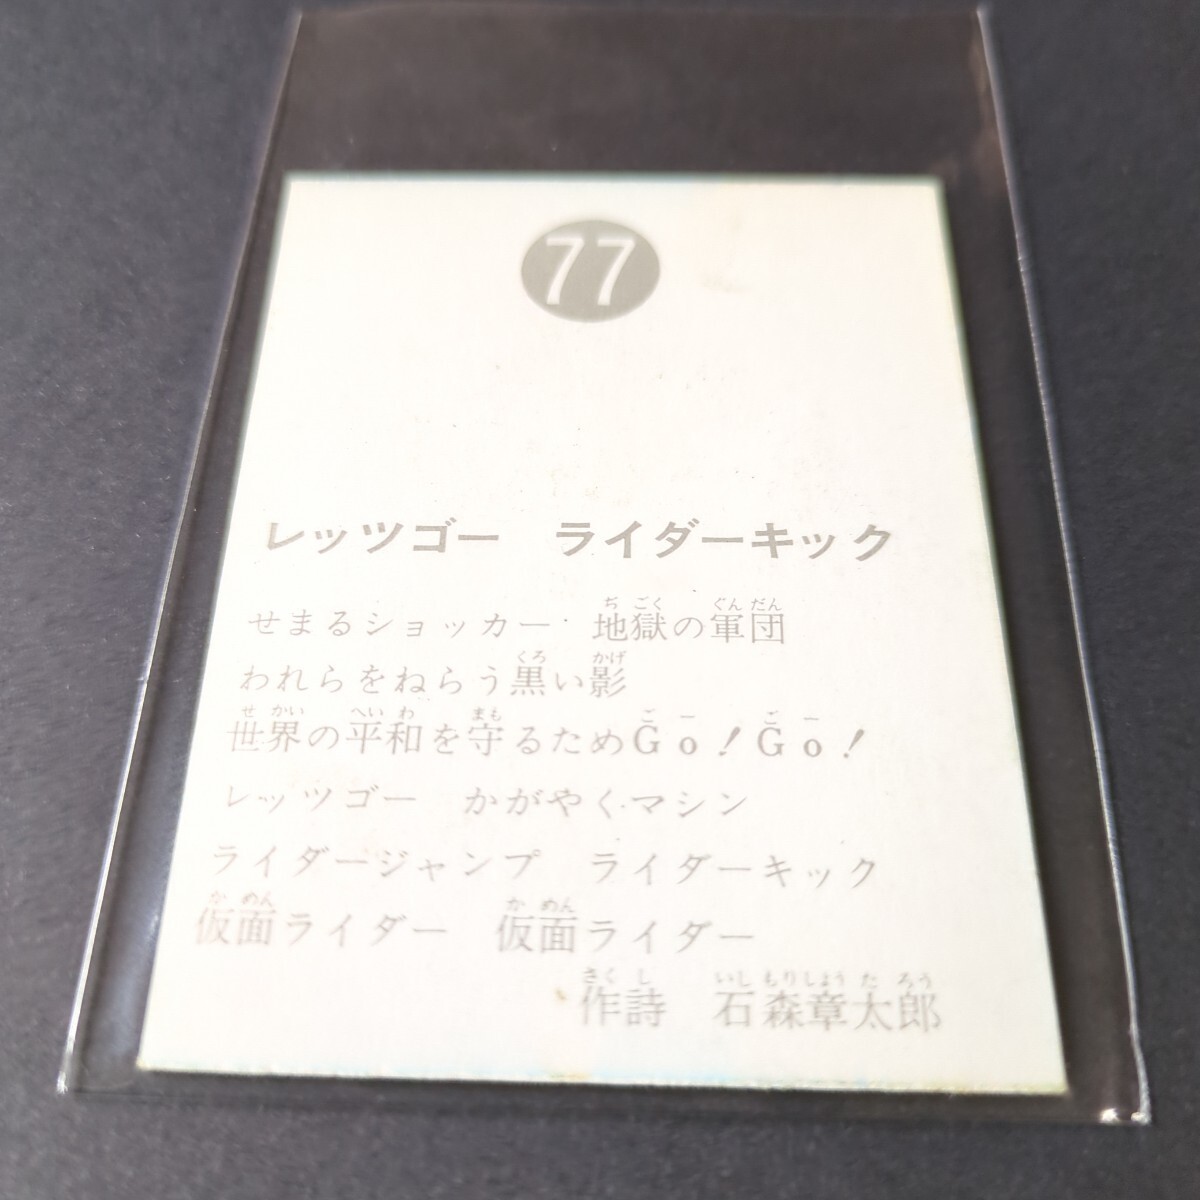 77
レッツゴー　ライダーキック
せまるショッカー　地獄の軍団
われらをねらう黒い影
世界の平和を守るためGo！Go！
レッツゴー　かがやくマシン
ライダージャンプ　ライダーキック
仮面ライダー　仮面ライダー
作詩　石森章太郎